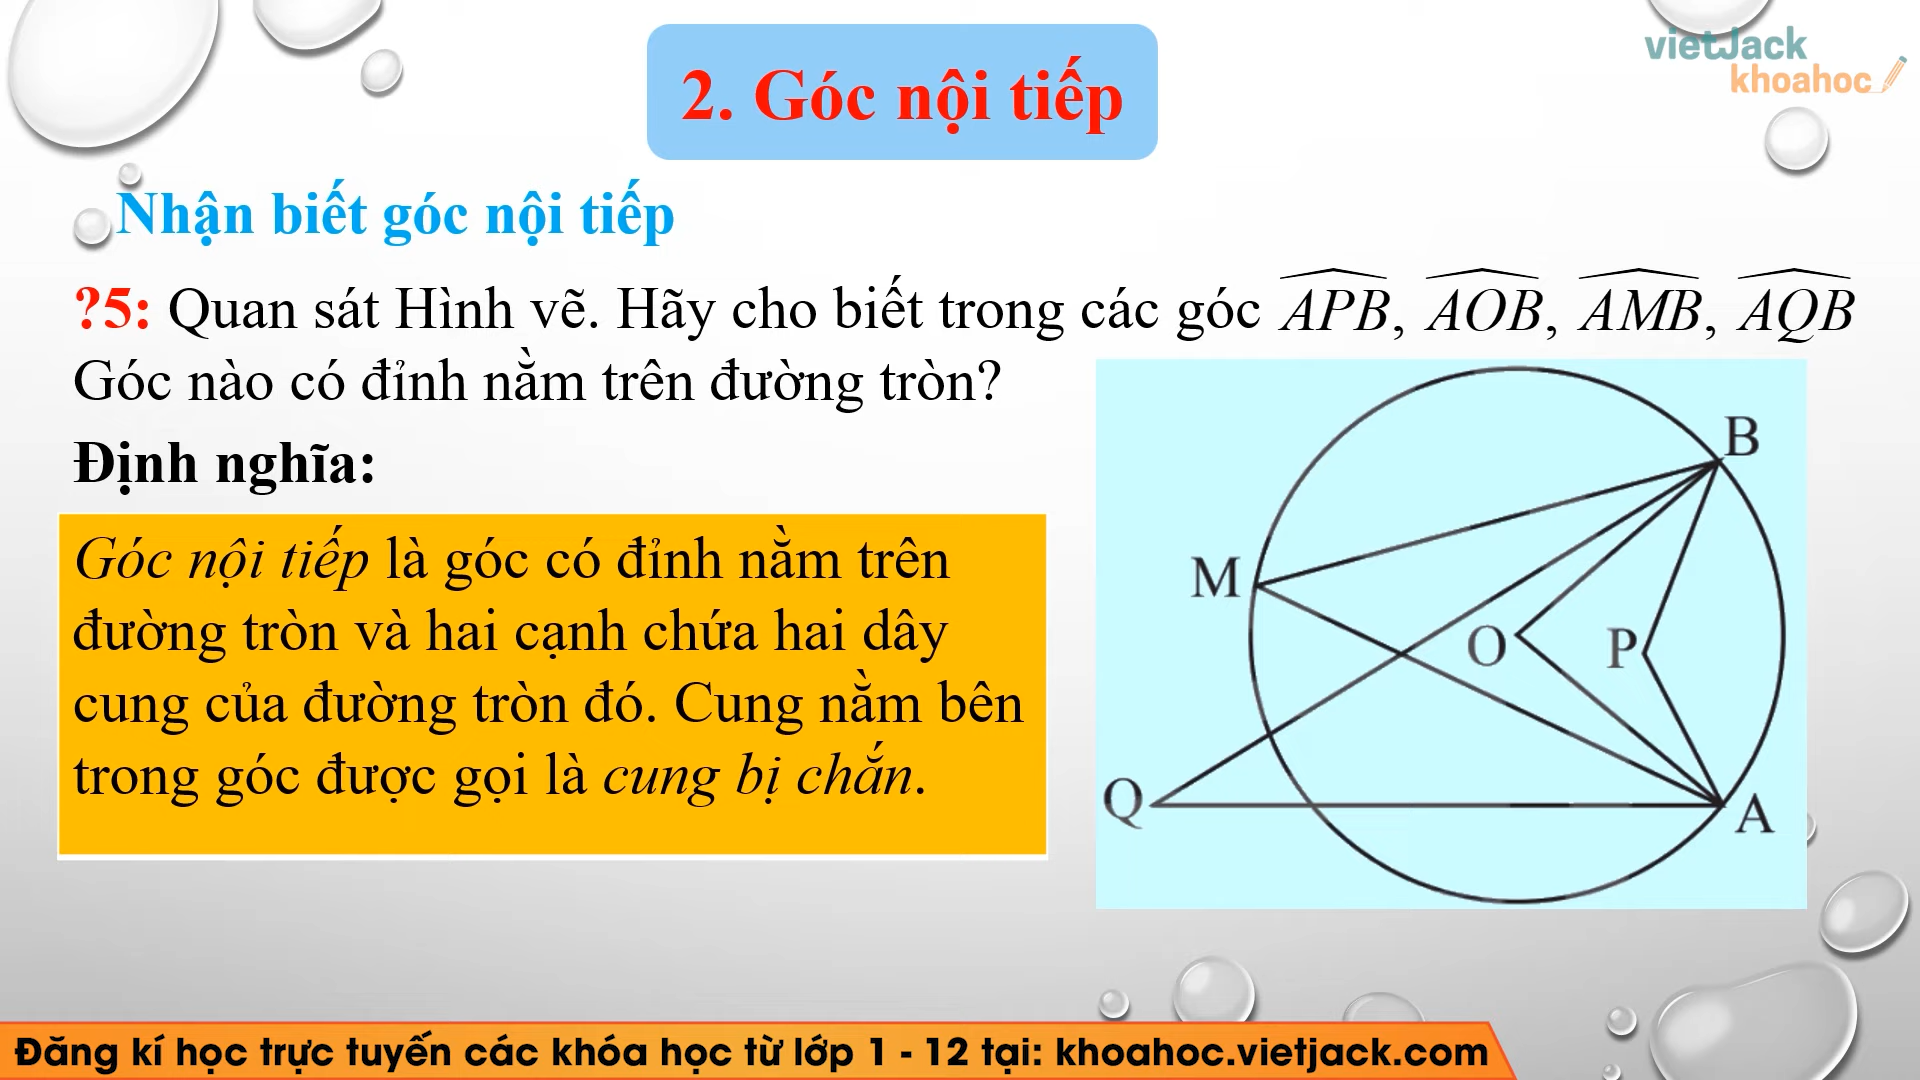 vietJack
khoahoc
2. Góc nội tiếp
Nhận biết góc nội tiếp
?5: Quan sát Hình vẽ. Hãy cho biết trong các góc APB, AOB, AMB, AQB
Góc nào có đỉnh nằm trên đường tròn?
Định nghĩa:
Góc nội tiếp là góc có đỉnh nằm trên
đường tròn và hai cạnh chứa hai dây
cung của đường tròn đó. Cung nằm bên
trong góc được gọi là cung bị chắn.
B
M
O
P
Q
A
Đăng kí học trực tuyến các khóa học từ lớp 1 - 12 tại: khoahoc.vietjack.com